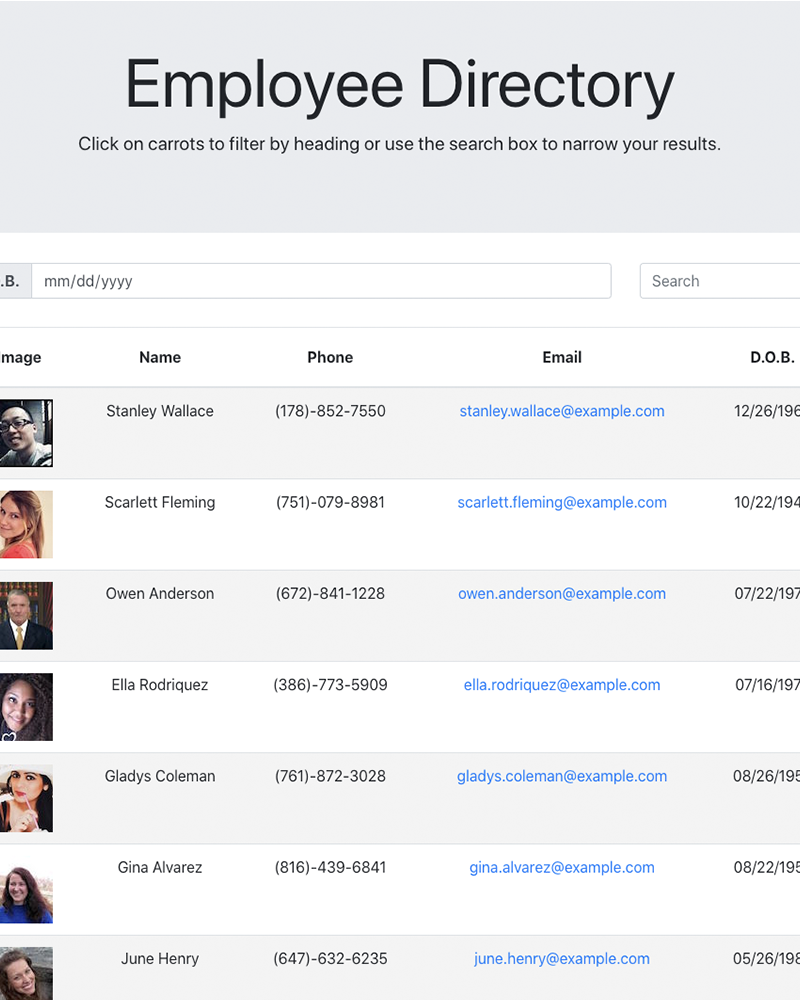 Employee Directory
Click on carrots to filter by heading or use the search box to narrow your results.
.B. mm/dd/yyyy Search
mage Name Phone Email D.O.B.
Stanley Wallace (178)-852-7550 stanley.wallace@example.com 12/26/196
Scarlett Fleming (751)-079-8981 scarlett.fleming@example.com 10/22/194
Owen Anderson (672)-841-1228 owen.anderson@example.com 07/22/197
Ella Rodriquez (386)-773-5909 ella.rodriquez@example.com 07/16/197
Gladys Coleman (761)-872-3028 gladys.coleman@example.com 08/26/195
Gina Alvarez (816)-439-6841 gina.alvarez@example.com 08/22/195
June Henry (647)-632-6235 june.henry@example.com 05/26/198